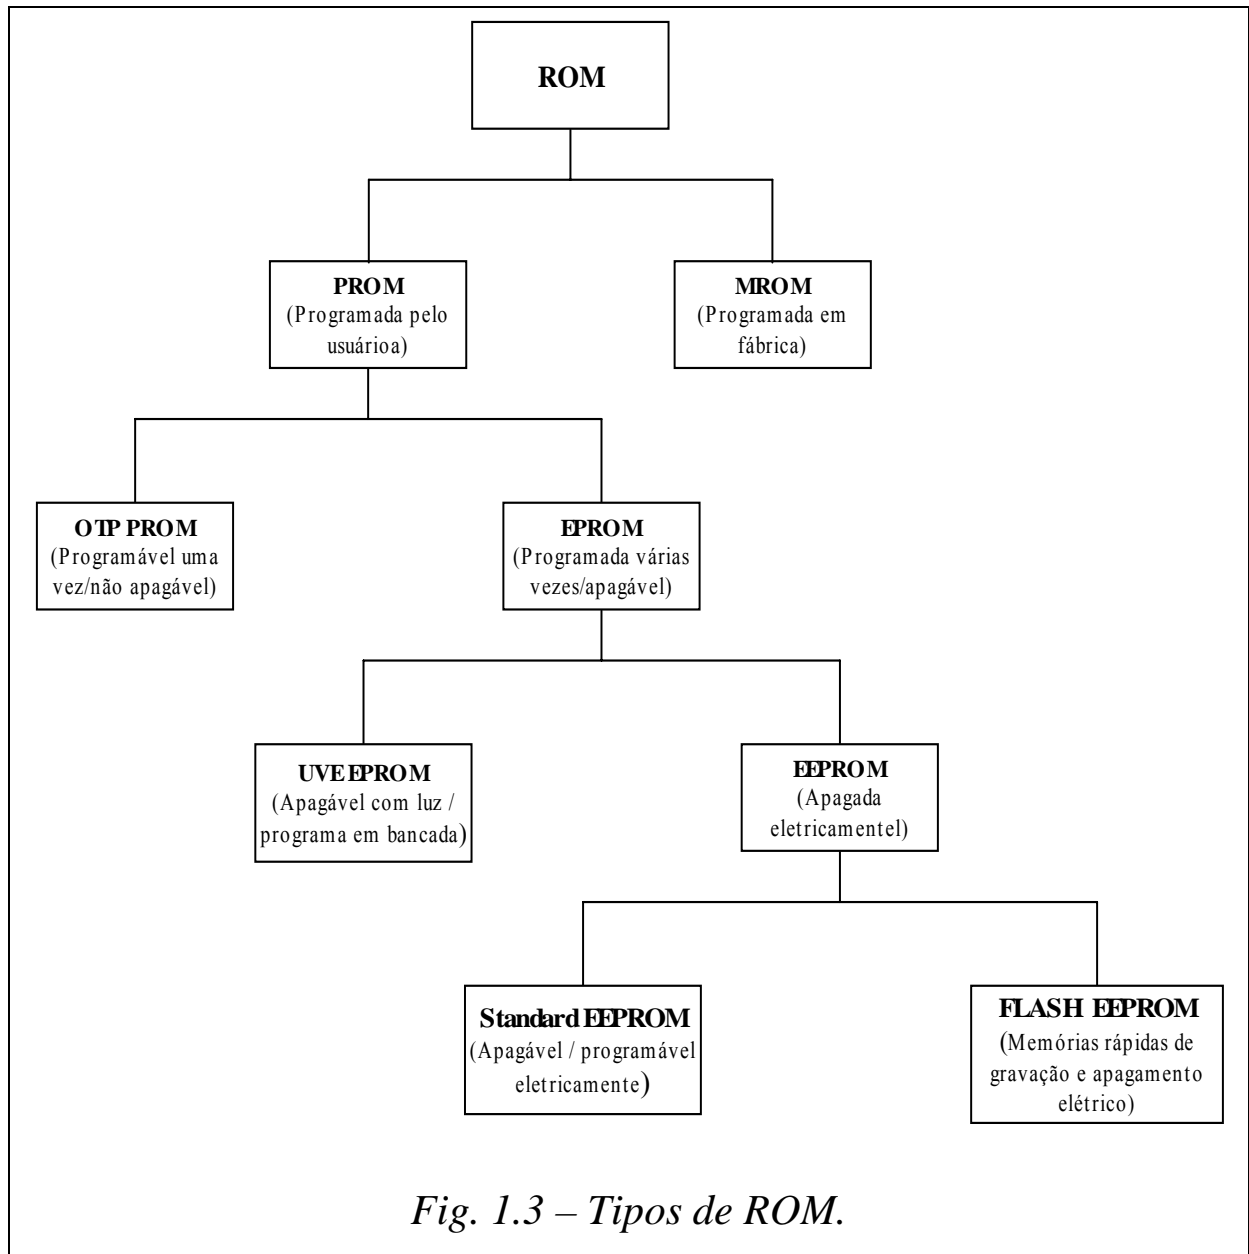 ROM
PROM
(Programada pelo
usuárioa)
MROM
(Programada em
fábrica)
OTP PROM
(Programável uma
vez/não apagável)
EPROM
(Programada várias
vezes/apagável)
UVEEPROM
(Apagável com luz /
programa em bancada)
EEPROM
(Apagada
eletricamentel)
Standard EEPROM
(Apagável / programável
eletricamente)
FLASH EEPROM
(Memórias rápidas de
gravação e apagamento
elétrico)
Fig. 1.3 – Tipos de ROM.